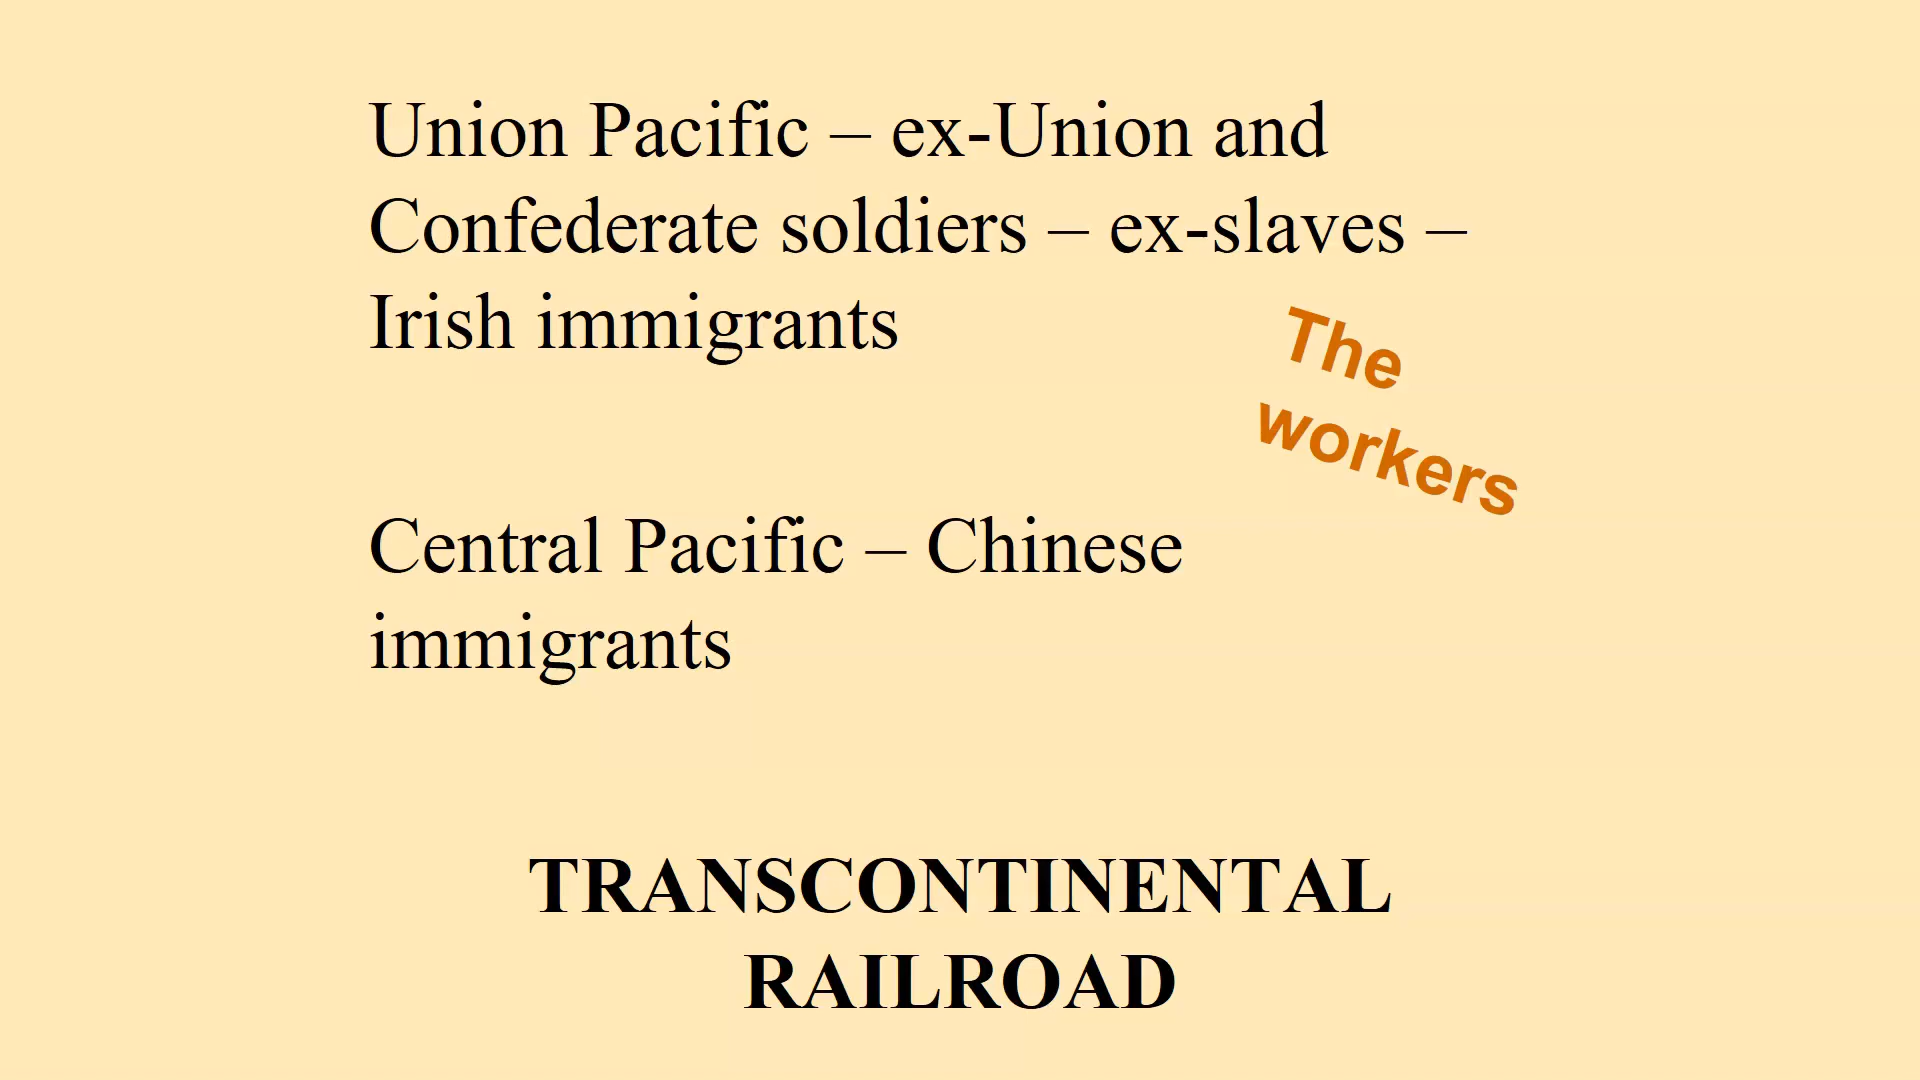 Union Pacific – ex-Union and
Confederate soldiers – ex-slaves –
Irish immigrants
The
workers
Central Pacific – Chinese
immigrants
TRANSCONTINENTAL
RAILROAD